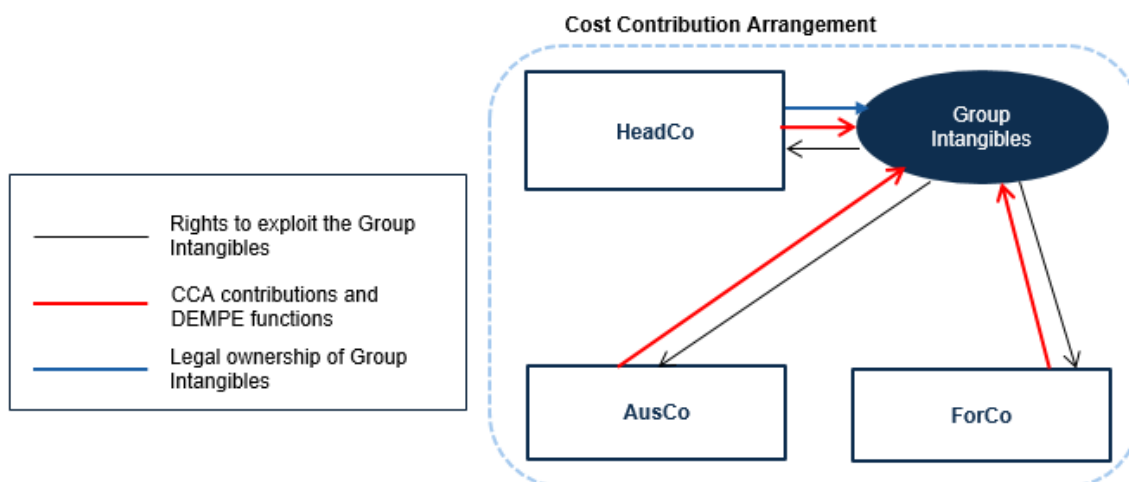 Cost Contribution Arrangement
HeadCo
Group
Intangibles
Rights to exploit the Group
Intangibles
CCA contributions and
DEMPE functions
Legal ownership of Group
Intangibles
AusCo
ForCo